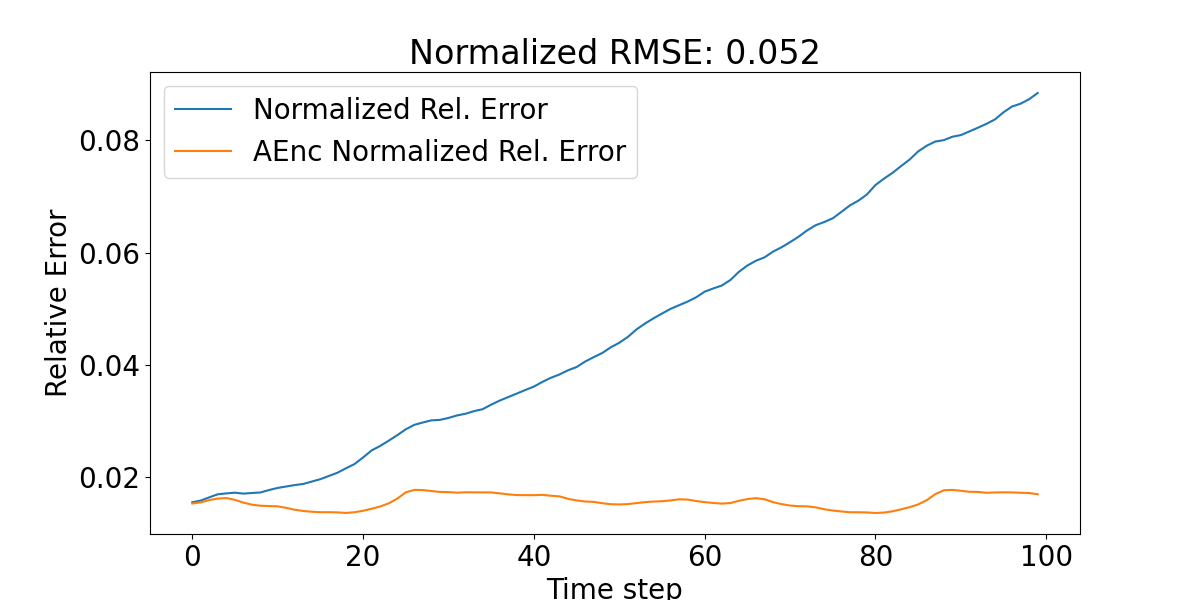 Normalized RMSE: 0.052
Normalized Rel. Error
AEnc Normalized Rel. Error
Relative Error
0.08
0.06
0.04
0.02
0 20 40 60 80 100
Time step